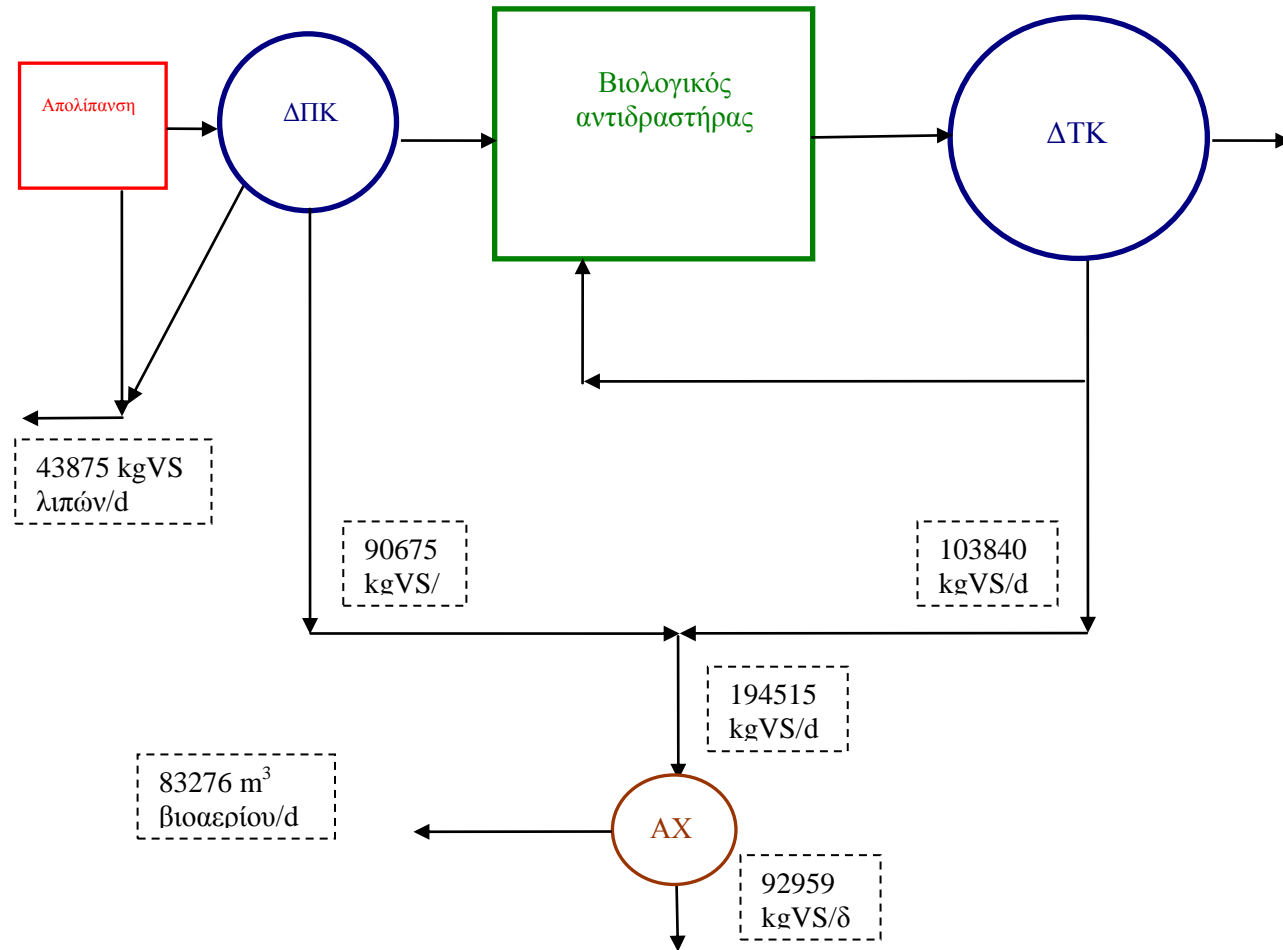 Απολίπανση
ΔΠΚ
Βιολογικός
αντιδραστήρας
ΔΤΚ
43875 kgVS
λιπών/d
90675
kgVS/
103840
kgVS/d
194515
kgVS/d
83276 m³
βιοαερίου/d
ΑΧ
92959
kgVS/δ